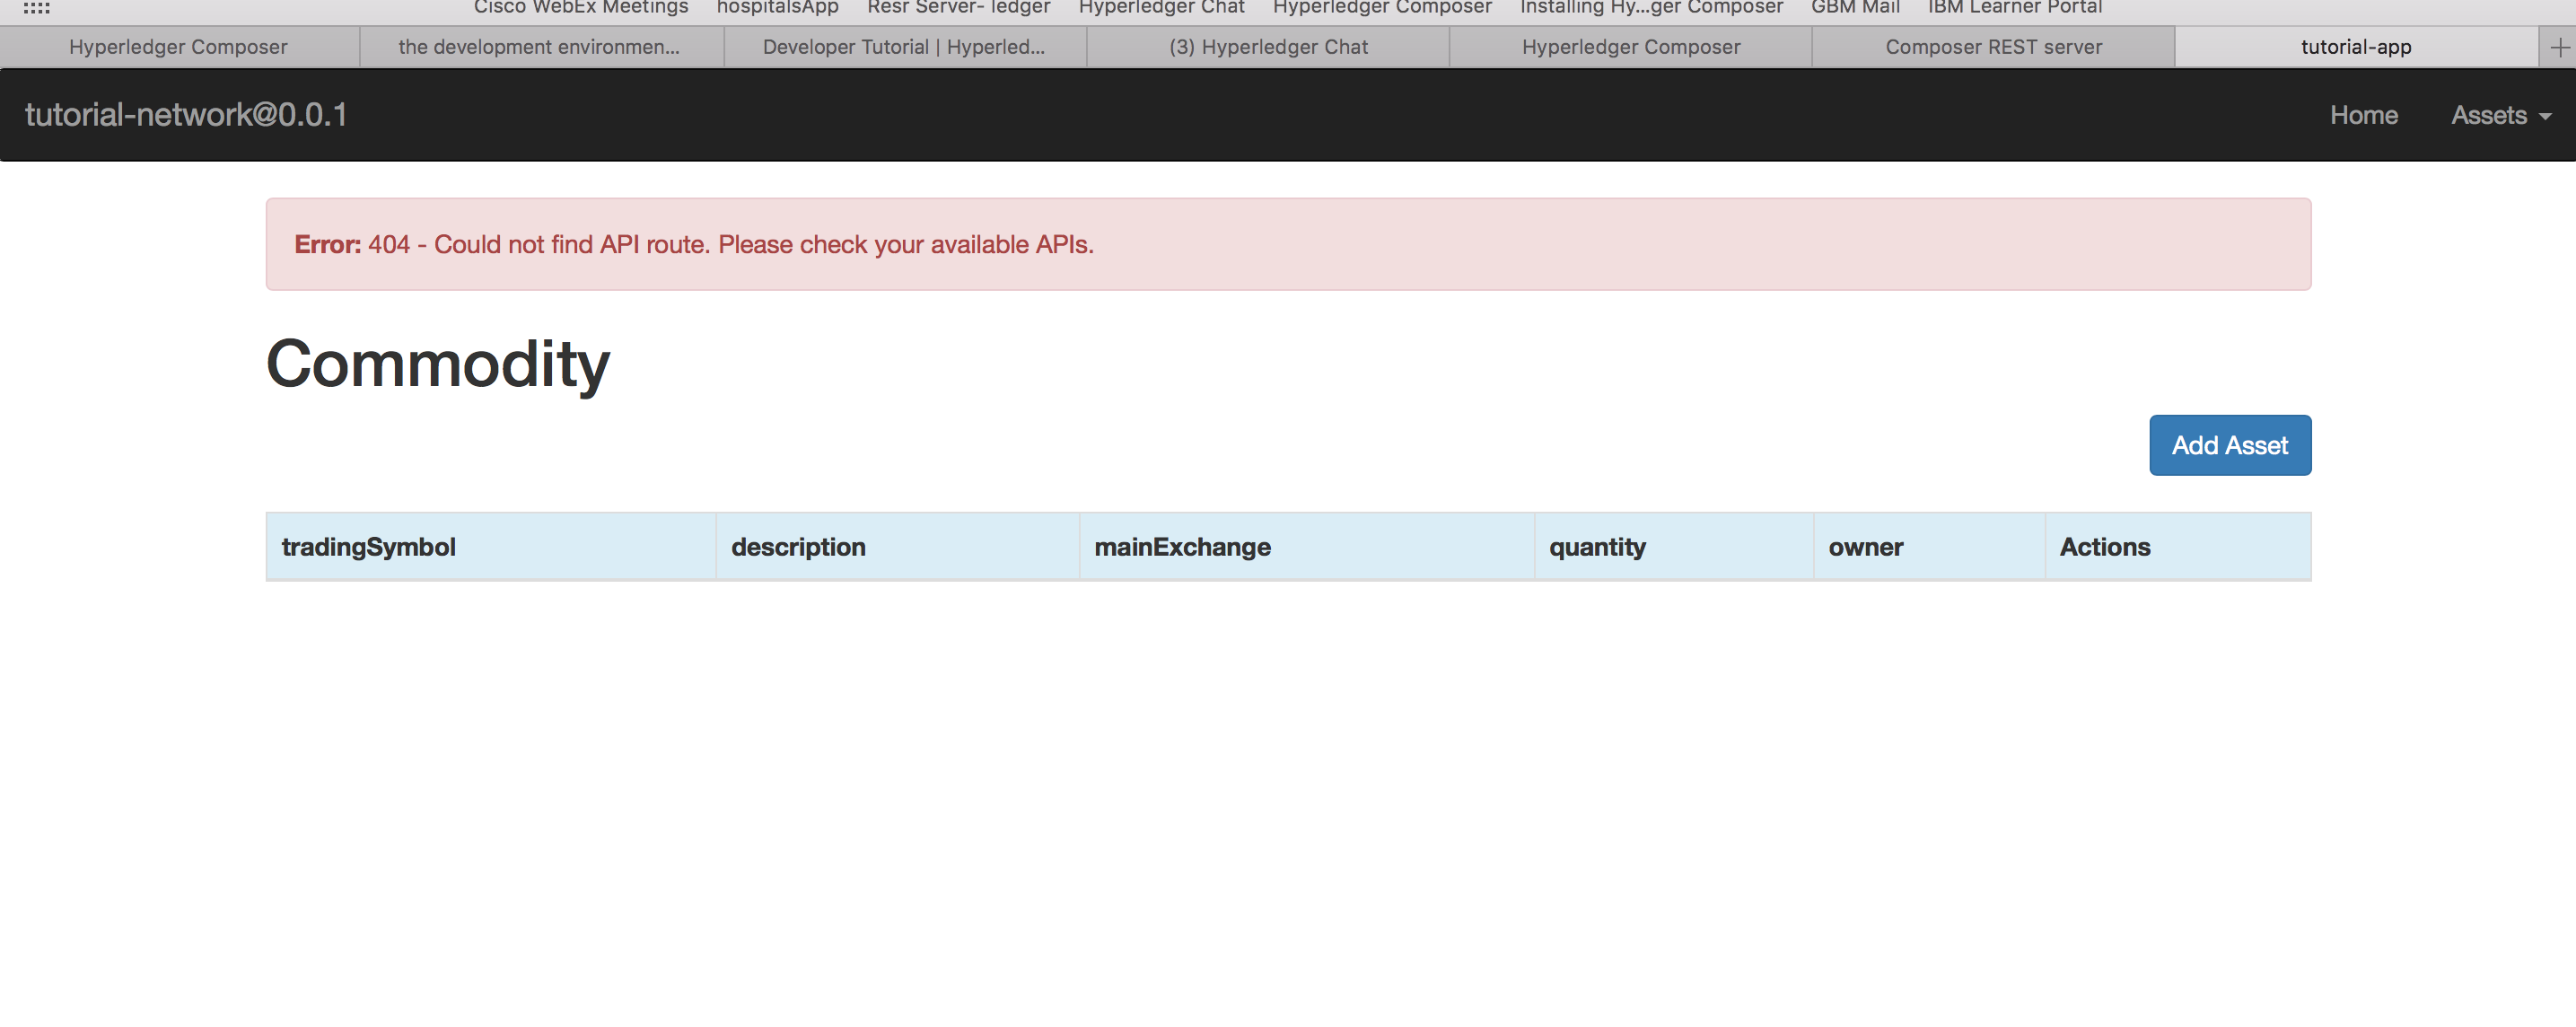 Cisco WebEx Meetings hospitalsApp Resr Server- ledger Hyperledger Chat Hyperledger Composer Installing Hy...ger Composer GBM Mail IBM Learner Portal
Hyperledger Composer the development environmen... Developer Tutorial | Hyperled... (3) Hyperledger Chat Hyperledger Composer Composer REST server tutorial-app
tutorial-network@0.0.1 Home Assets
Error: 404 - Could not find API route. Please check your available APIs.
Commodity
Add Asset
tradingSymbol description mainExchange quantity owner Actions